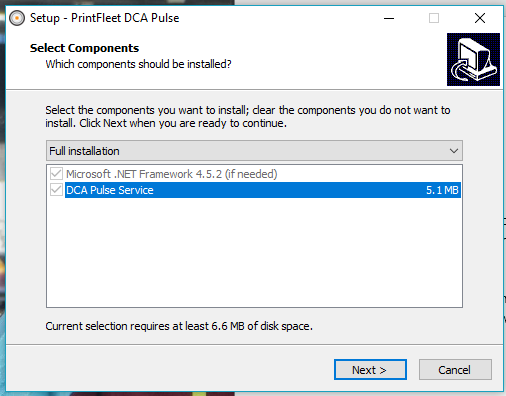 Setup - PrintFleet DCA Pulse
Select Components
Which components should be installed?
Select the components you want to install; clear the components you do not want to
install. Click Next when you are ready to continue.
Full installation
Microsoft .NET Framework 4.5.2 (if needed)
DCA Pulse Service 5.1 MB
Current selection requires at least 6.6 MB of disk space.
Next >
Cancel